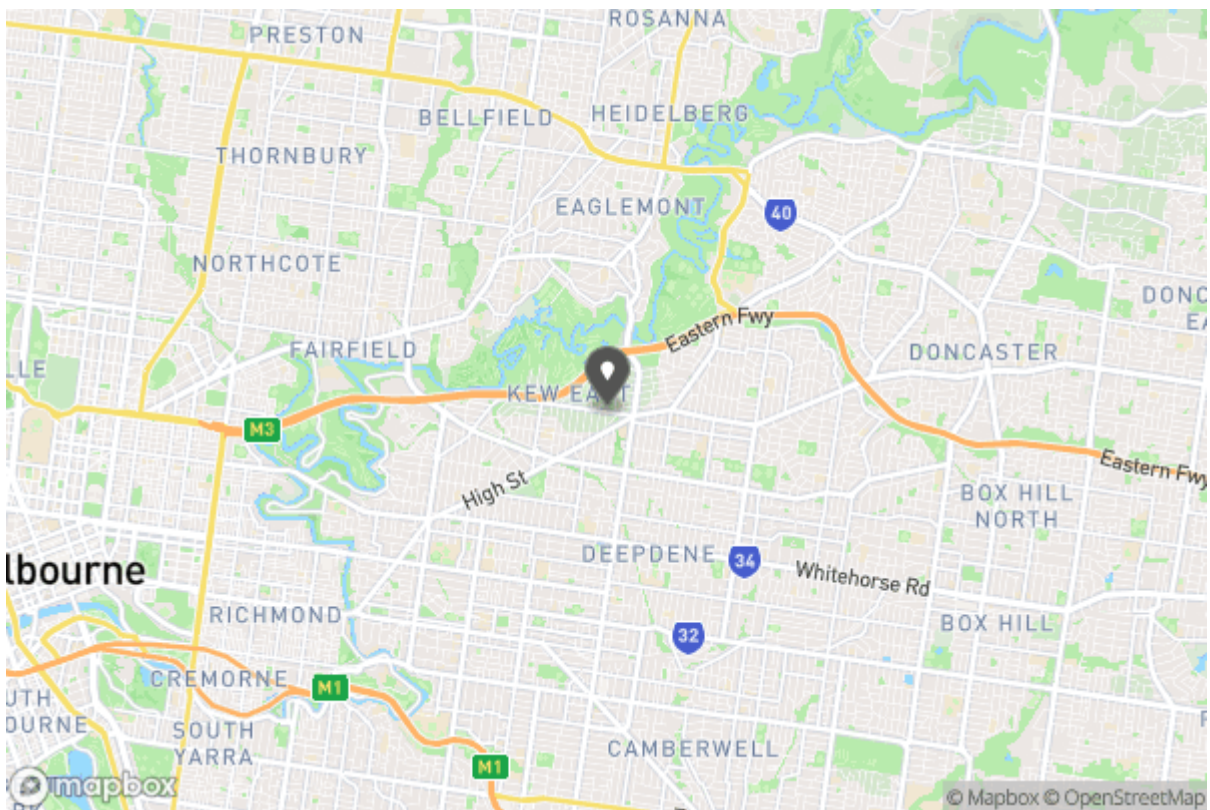 ROSANNA
PRESTON
BELLFIELD
HEIDELBERG
THORNBURY
EAGLEMONT
40
NORTHCOTE
DONC
EA
Eastern Fwy
FAIRFIELD
DONCASTER
LLE
KEW EAST
M3
High St
Eastern Fwy
BOX HILL
NORTH
DEEPDENE
34
Whitehorse Rd
lbourne
RICHMOND
32
BOX HILL
CREMORNE
M1
UTH
OURNE
SOUTH
YARRA
CAMBERWELL
M1
mapbox
© Mapbox © OpenStreetMap